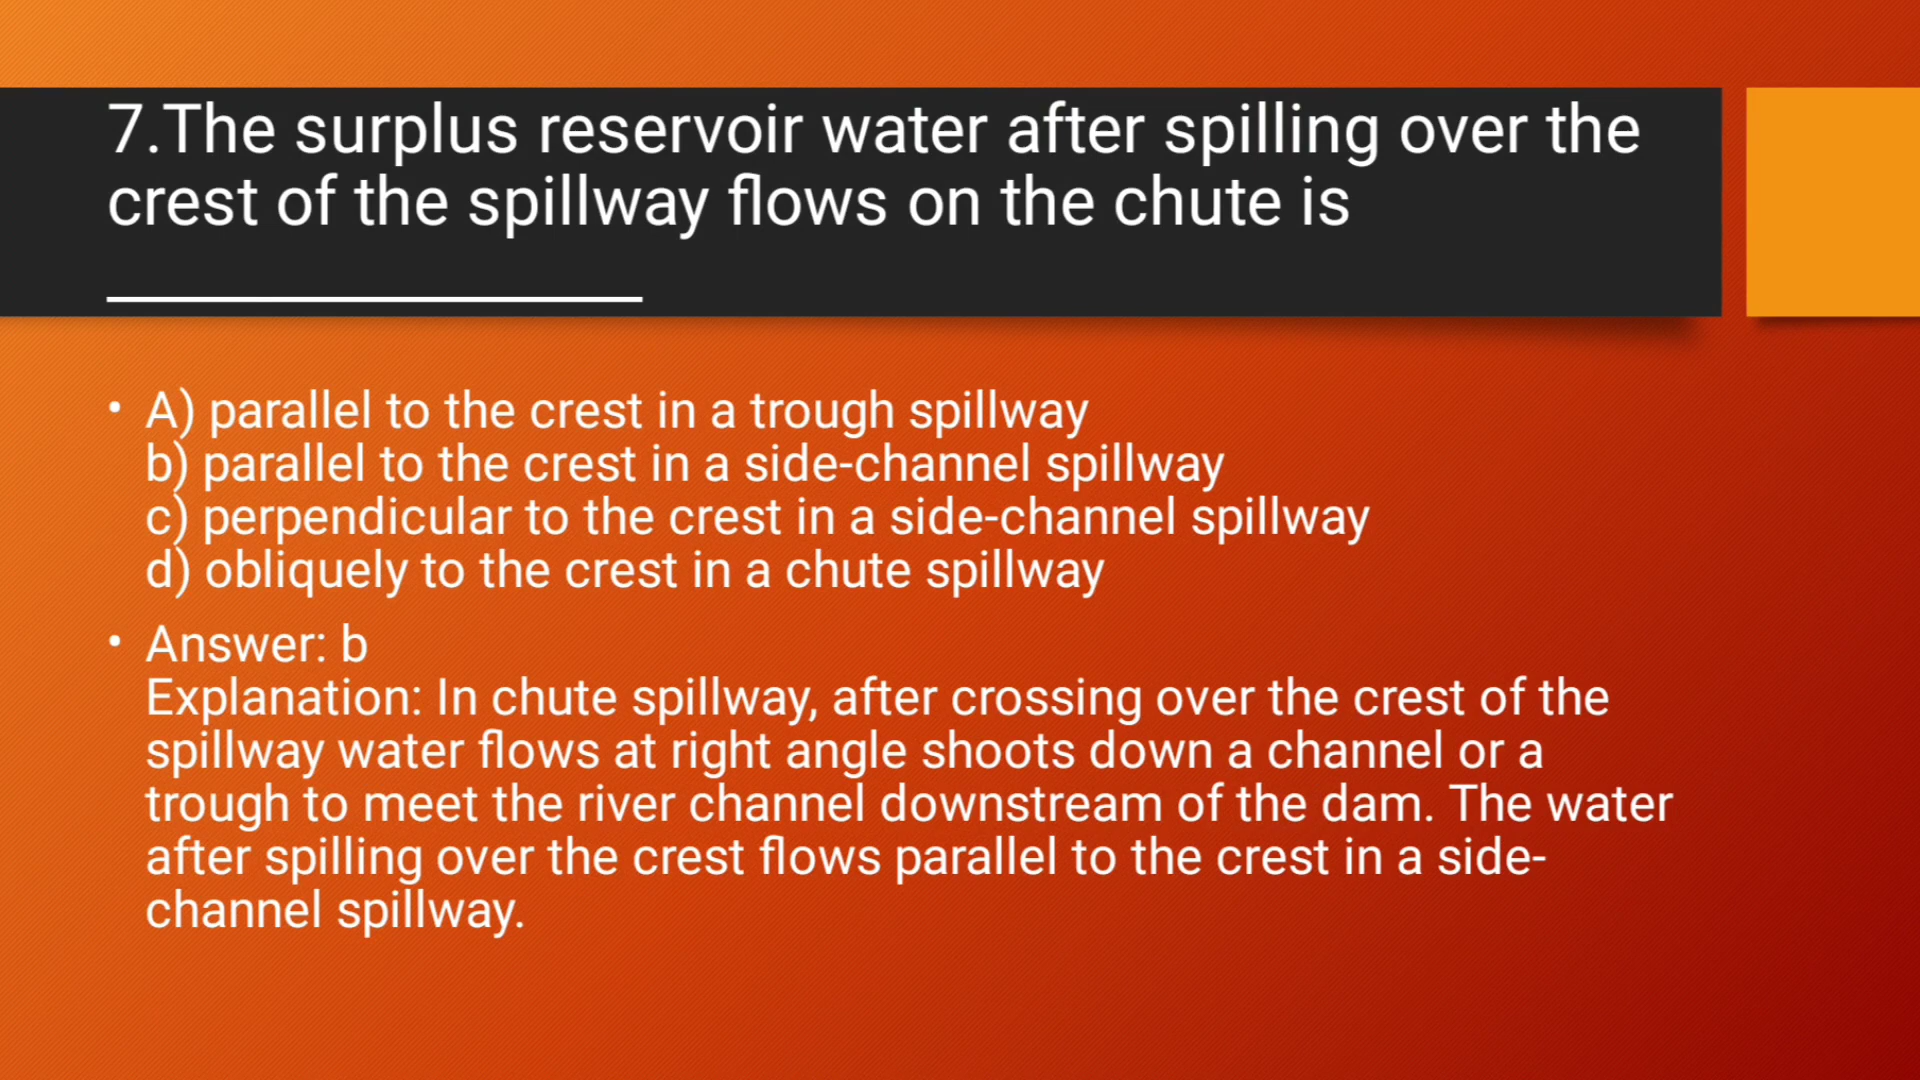 7.The surplus reservoir water after spilling over the
crest of the spillway flows on the chute is
_______________
• A) parallel to the crest in a trough spillway
b) parallel to the crest in a side-channel spillway
c) perpendicular to the crest in a side-channel spillway
d) obliquely to the crest in a chute spillway
• Answer: b
Explanation: In chute spillway, after crossing over the crest of the
spillway water flows at right angle shoots down a channel or a
trough to meet the river channel downstream of the dam. The water
after spilling over the crest flows parallel to the crest in a side-
channel spillway.